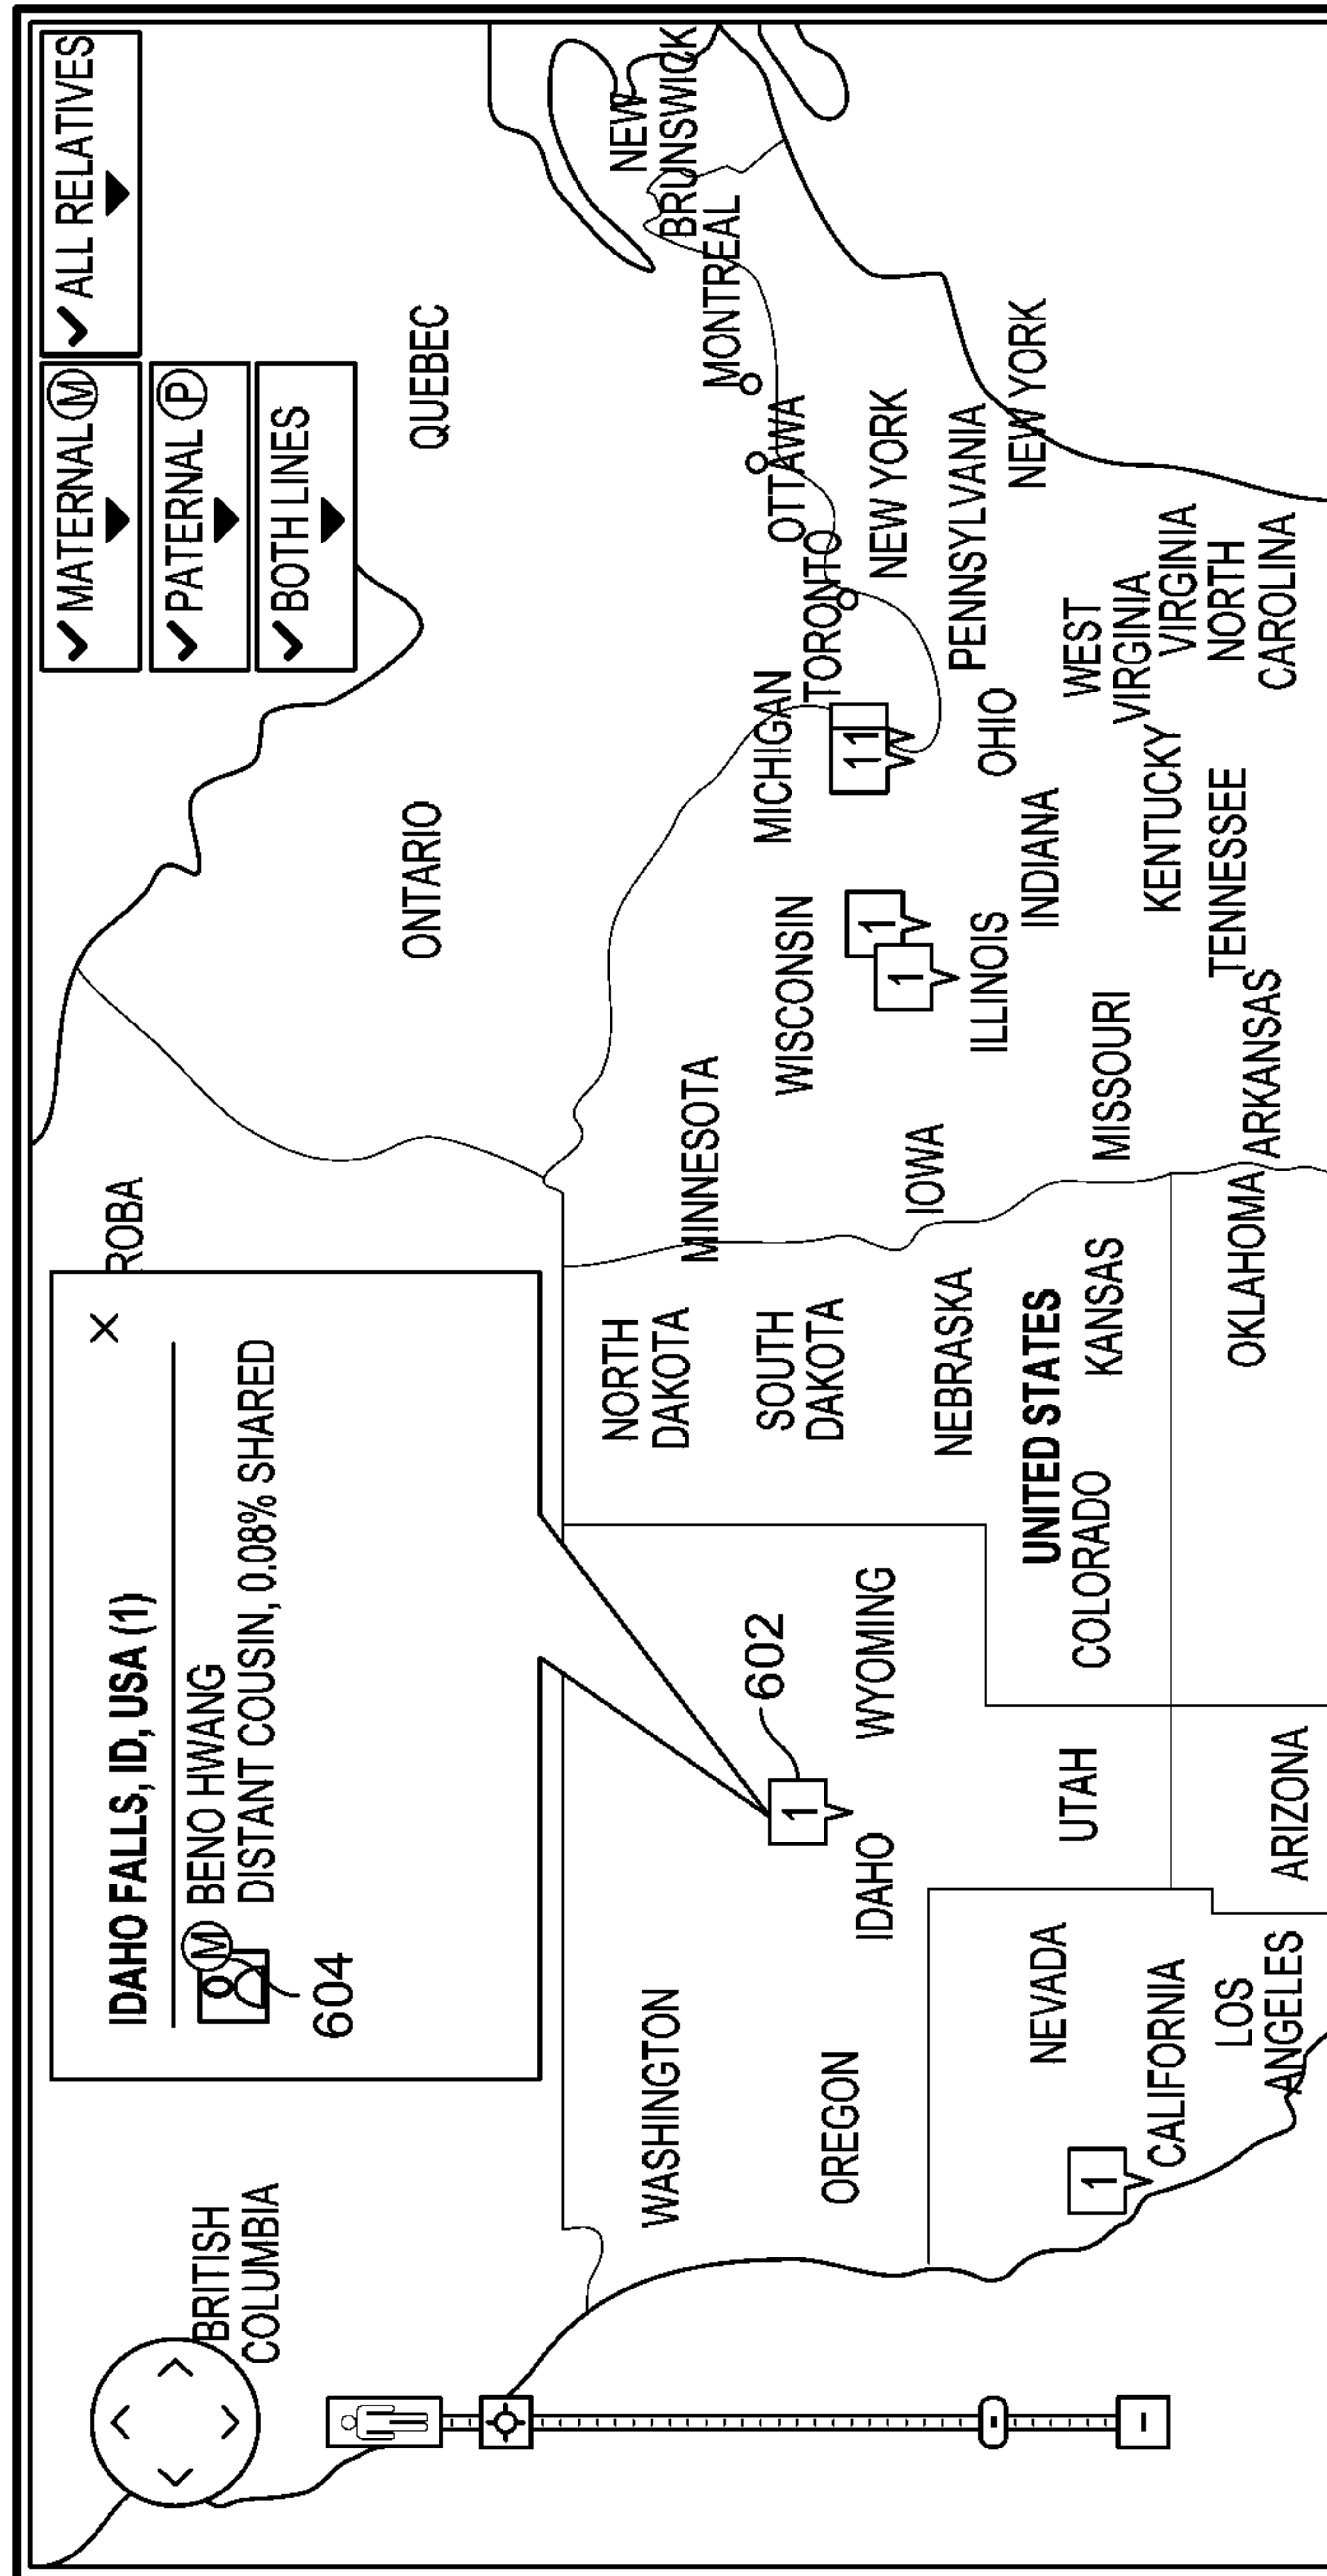 MATERNAL M
ALL RELATIVES
PATERNAL P
BOTH LINES
IDAHO FALLS, ID, USA (1)
X
M BENO HWANG
DISTANT COUSIN, 0.08% SHARED
604
ROBA
BRITISH
COLUMBIA
ONTARIO
QUEBEC
NEW
BRUNSWICK
MONTREAL
OTTAWA
TORONTO
WASHINGTON
NORTH
DAKOTA
MINNESOTA
MICHIGAN
WISCONSIN
SOUTH
DAKOTA
602
1
OREGON
IDAHO
WYOMING
11
1
1
NEW YORK
IOWA
NEBRASKA
ILLINOIS
INDIANA
OHIO
PENNSYLVANIA
NEW YORK
UNITED STATES
NEVADA
UTAH
COLORADO
KANSAS
MISSOURI
WEST
VIRGINIA
1
CALIFORNIA
KENTUCKY
VIRGINIA
LOS
ANGELES
ARIZONA
OKLAHOMA
ARKANSAS
TENNESSEE
NORTH
CAROLINA